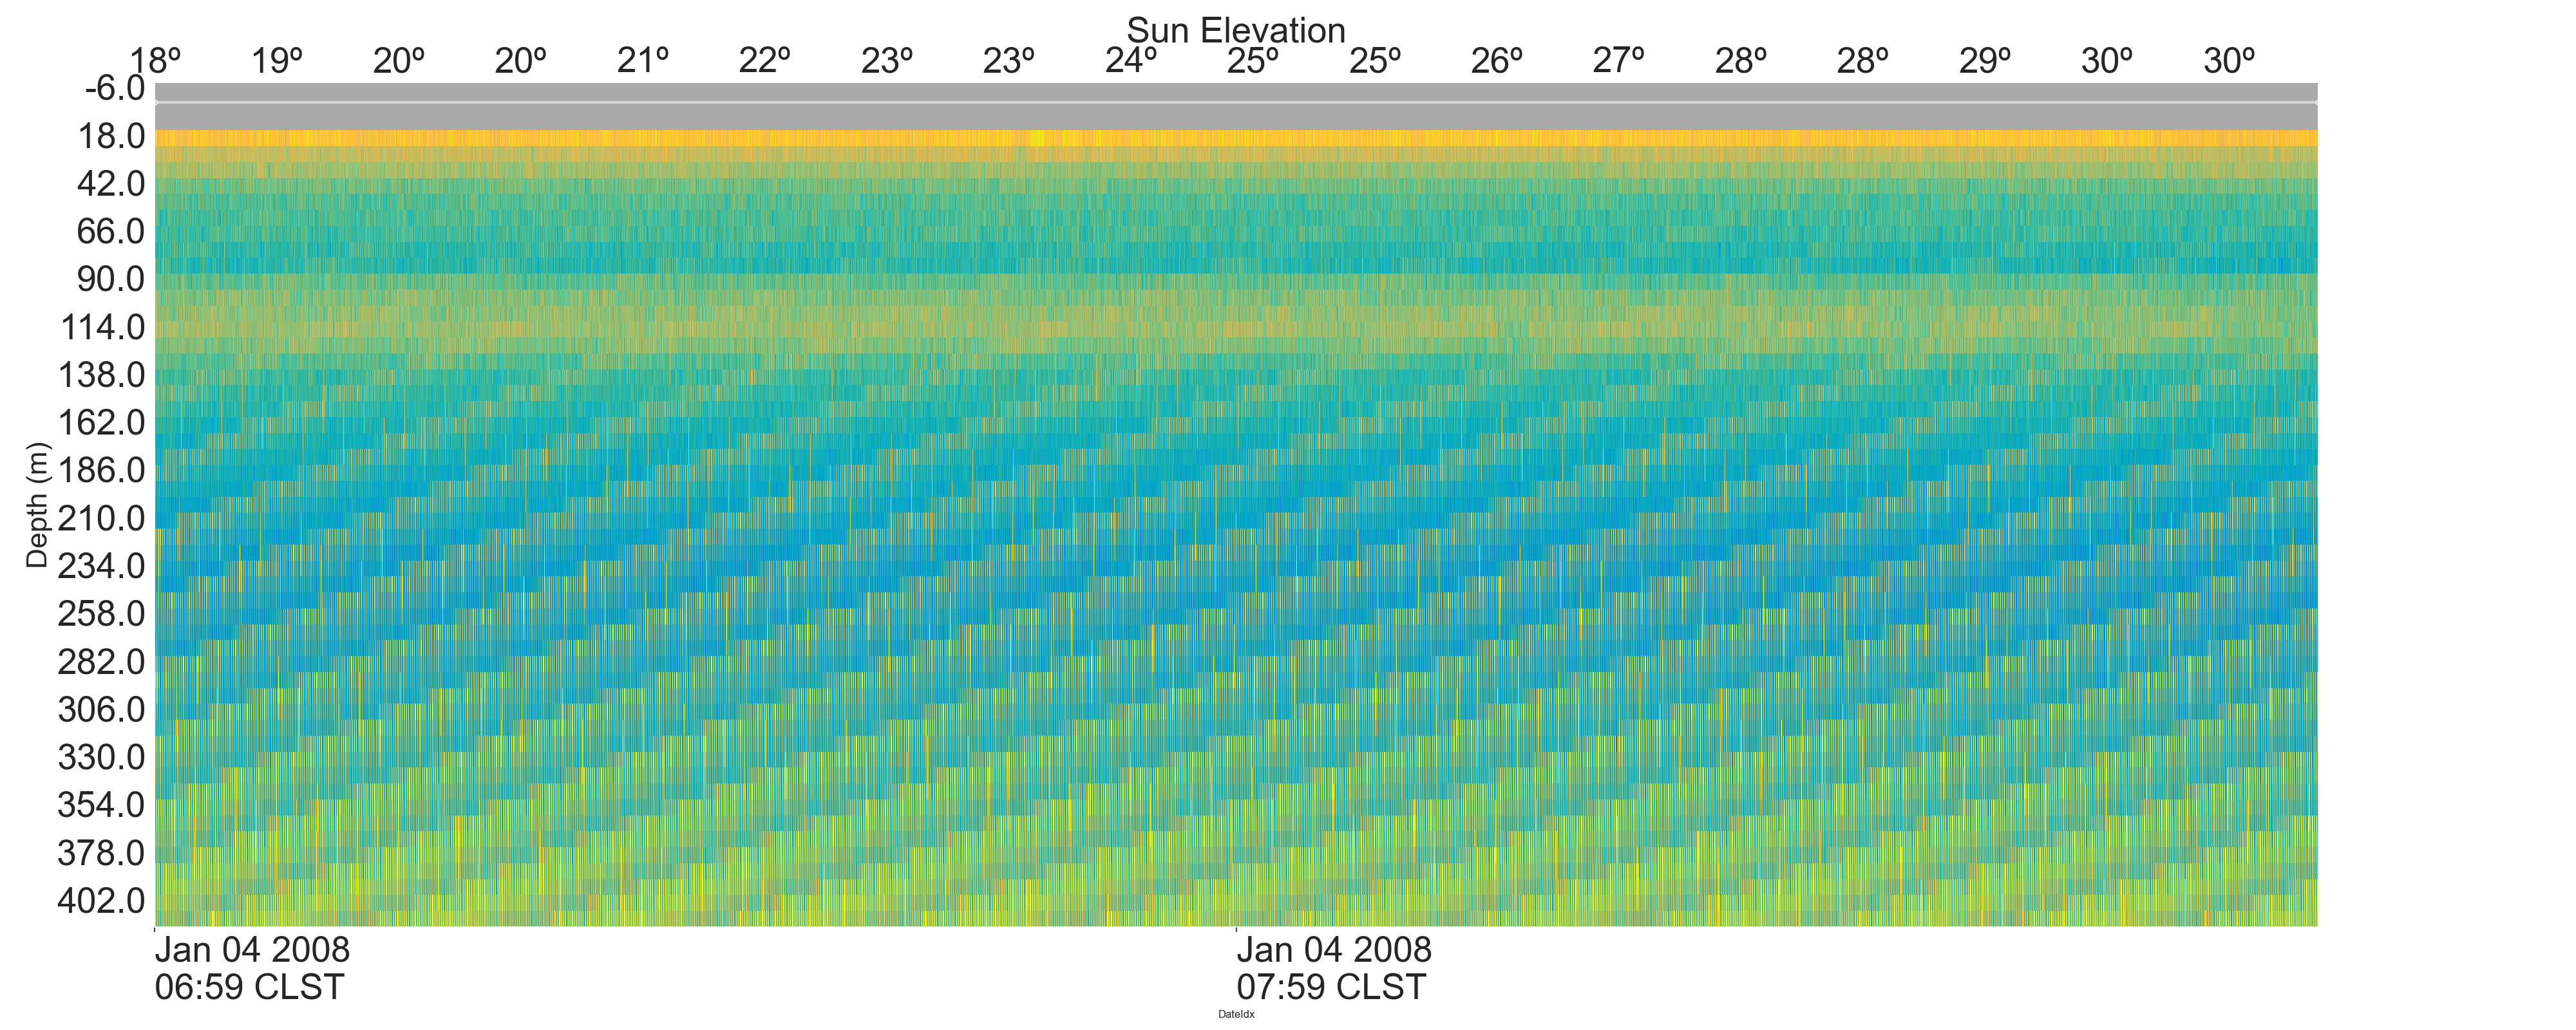 Sun Elevation
18º 19º 20º 20º 21º 22º 23º 23º 24º 25º 25º 26º 27º 28º 28º 29º 30º 30º
-6.0
18.0
42.0
66.0
90.0
114.0
138.0
162.0
186.0
210.0
234.0
258.0
282.0
306.0
330.0
354.0
378.0
402.0
Depth (m)
Jan 04 2008
06:59 CLST
Jan 04 2008
07:59 CLST
DateIdx